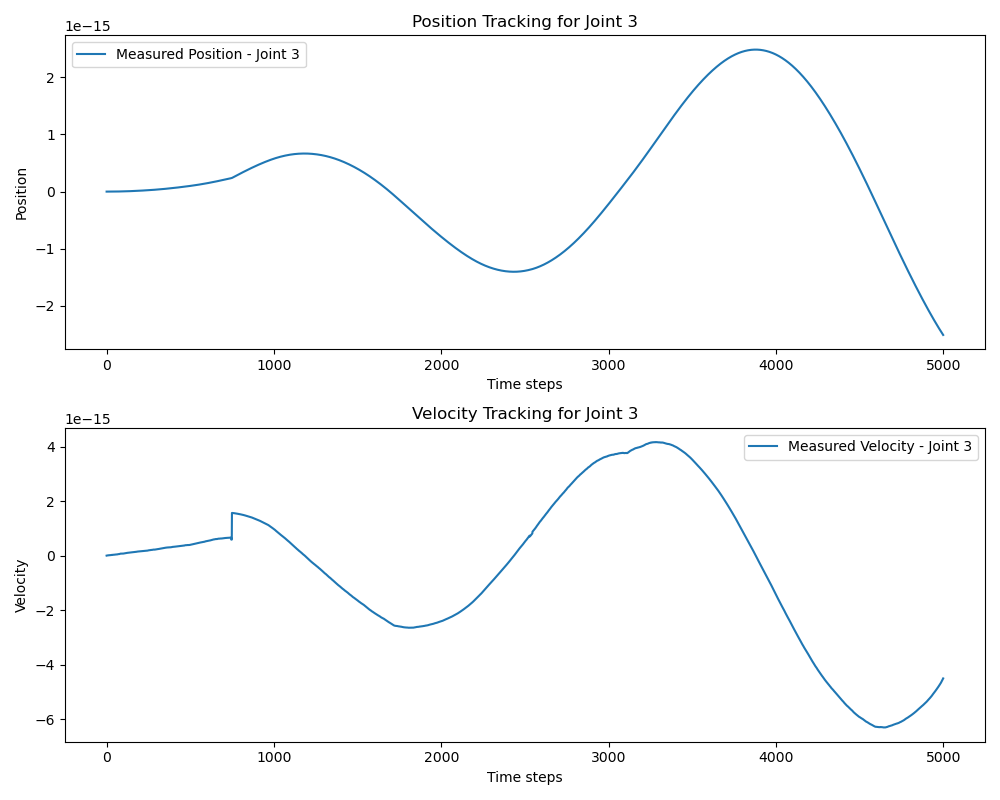 Position Tracking for Joint 3
1e−15
Measured Position - Joint 3
Position
2
1
0
−1
−2
0 1000 2000 3000 4000 5000
Time steps
Velocity Tracking for Joint 3
1e−15
Measured Velocity - Joint 3
Velocity
4
2
0
−2
−4
−6
0 1000 2000 3000 4000 5000
Time steps